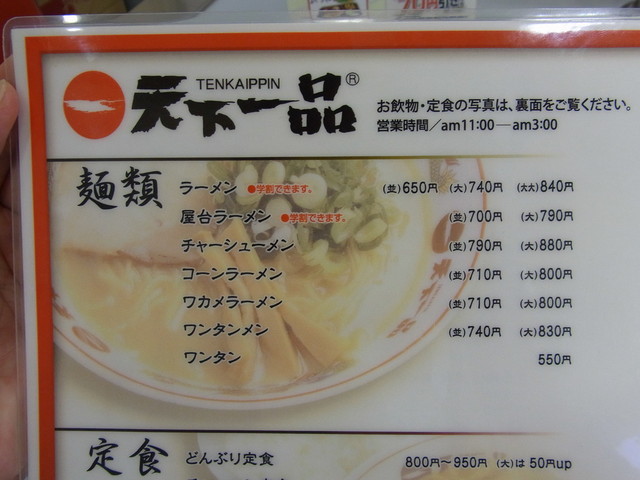 TENKAIPPIN
天下一品®
お飲物・定食の写真は、裏面をご覧ください。
営業時間／am11:00―am3:00
麺類
ラーメン ●学割できます。 (並)650円 (大)740円 (大大)840円
屋台ラーメン ●学割できます。 (並)700円 (大)790円
チャーシューメン (並)790円 (大)880円
コーンラーメン (並)710円 (大)800円
ワカメラーメン (並)710円 (大)800円
ワンタンメン (並)740円 (大)830円
ワンタン 550円
定食 どんぶり定食 800円～950円 (大)は50円up